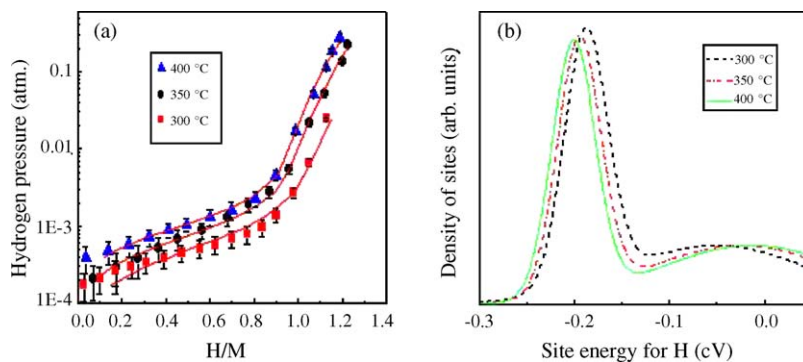 (a)
400 °C
350 °C
300 °C
Hydrogen pressure (atm.)
0.1
0.01
1E-3
1E-4
0.0 0.2 0.4 0.6 0.8 1.0 1.2 1.4
H/M
(b)
300 °C
350 °C
400 °C
Density of sites (arb. units)
-0.3 -0.2 -0.1 0.0
Site energy for H (cV)